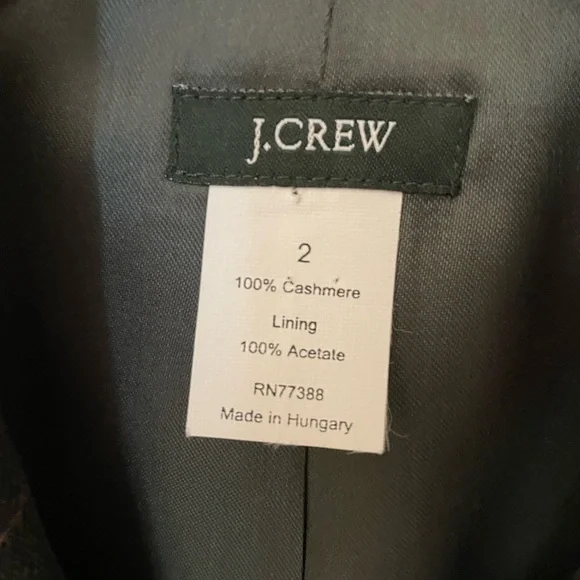 J.CREW
2
100% Cashmere
Lining
100% Acetate
RN77388
Made in Hungary